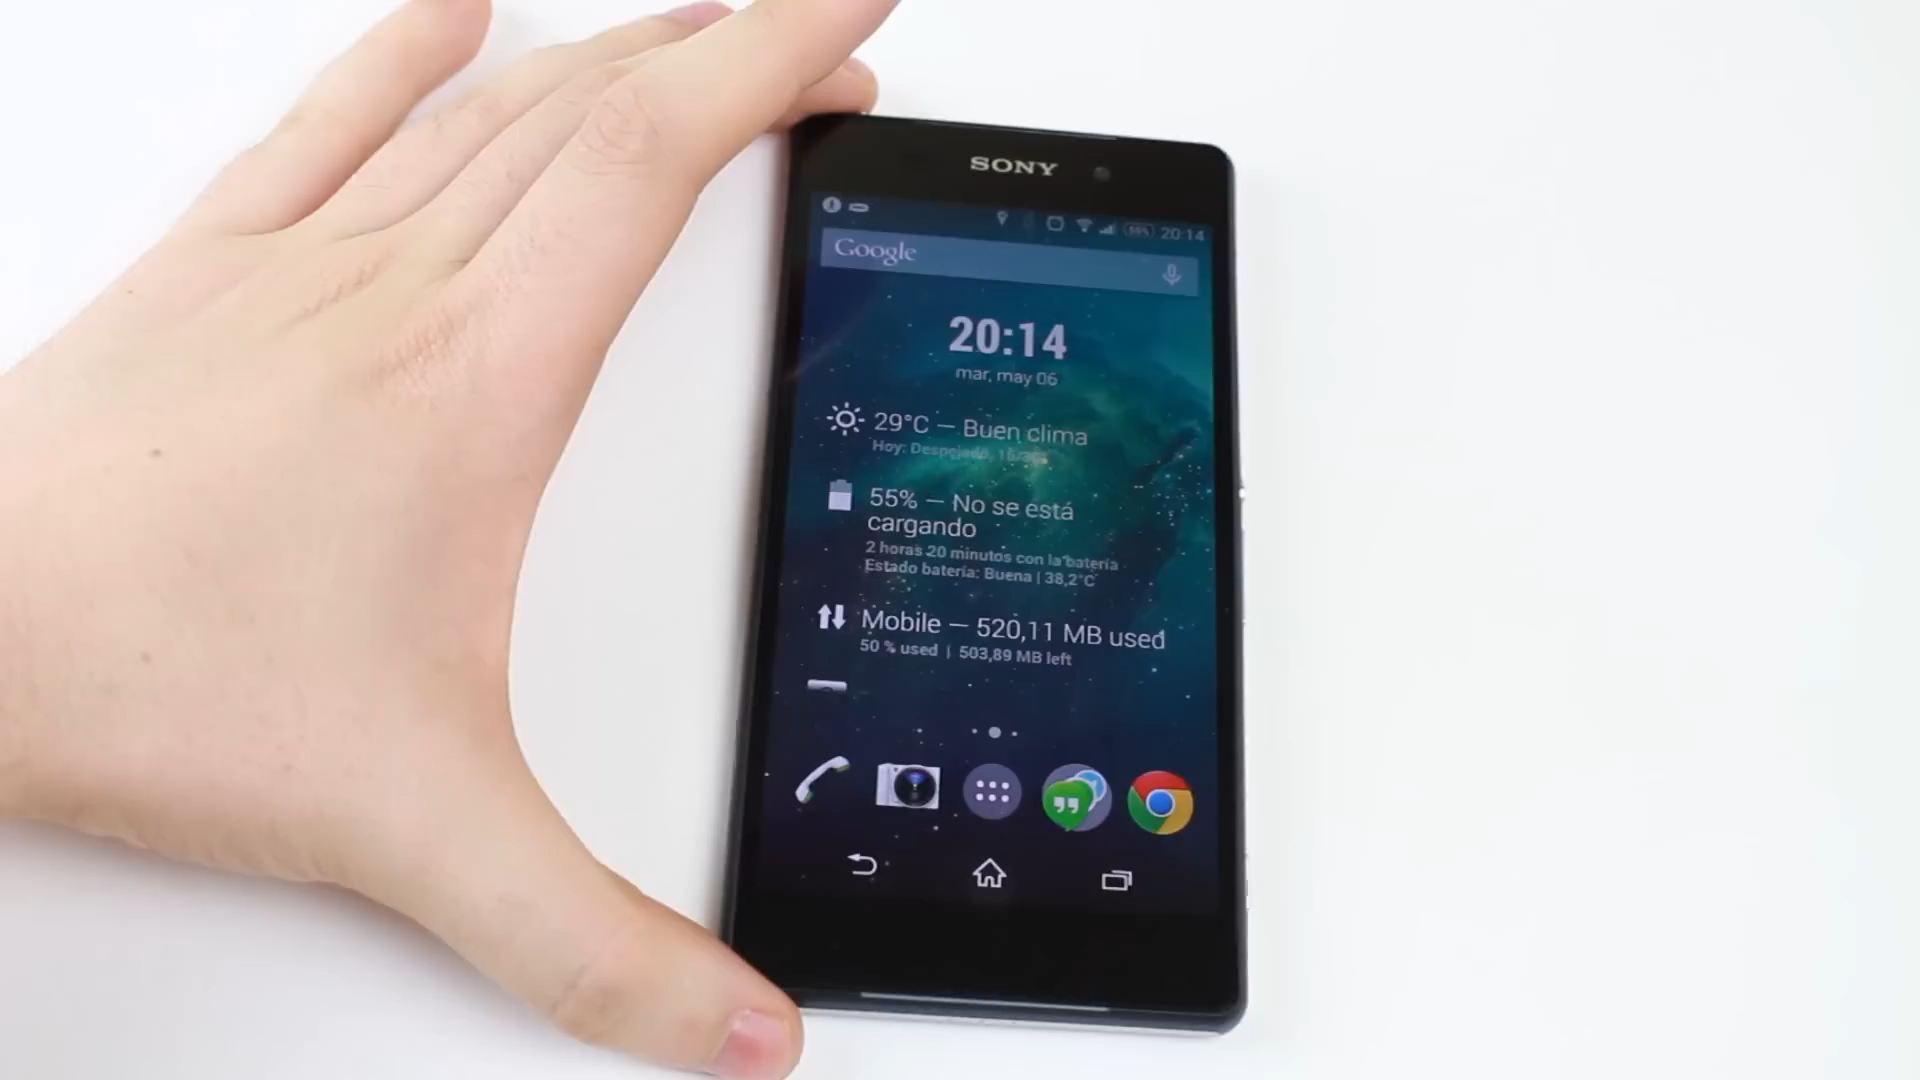 SONY
20:14
Google
20:14
mar, may 06
29°C — Buen clima
Hoy: Despejado,
55% — No se está
cargando
2 horas 20 minutos con la batería
Estado batería: Buena | 38,2°C
Mobile — 520,11 MB used
50 % used | 503,89 MB left